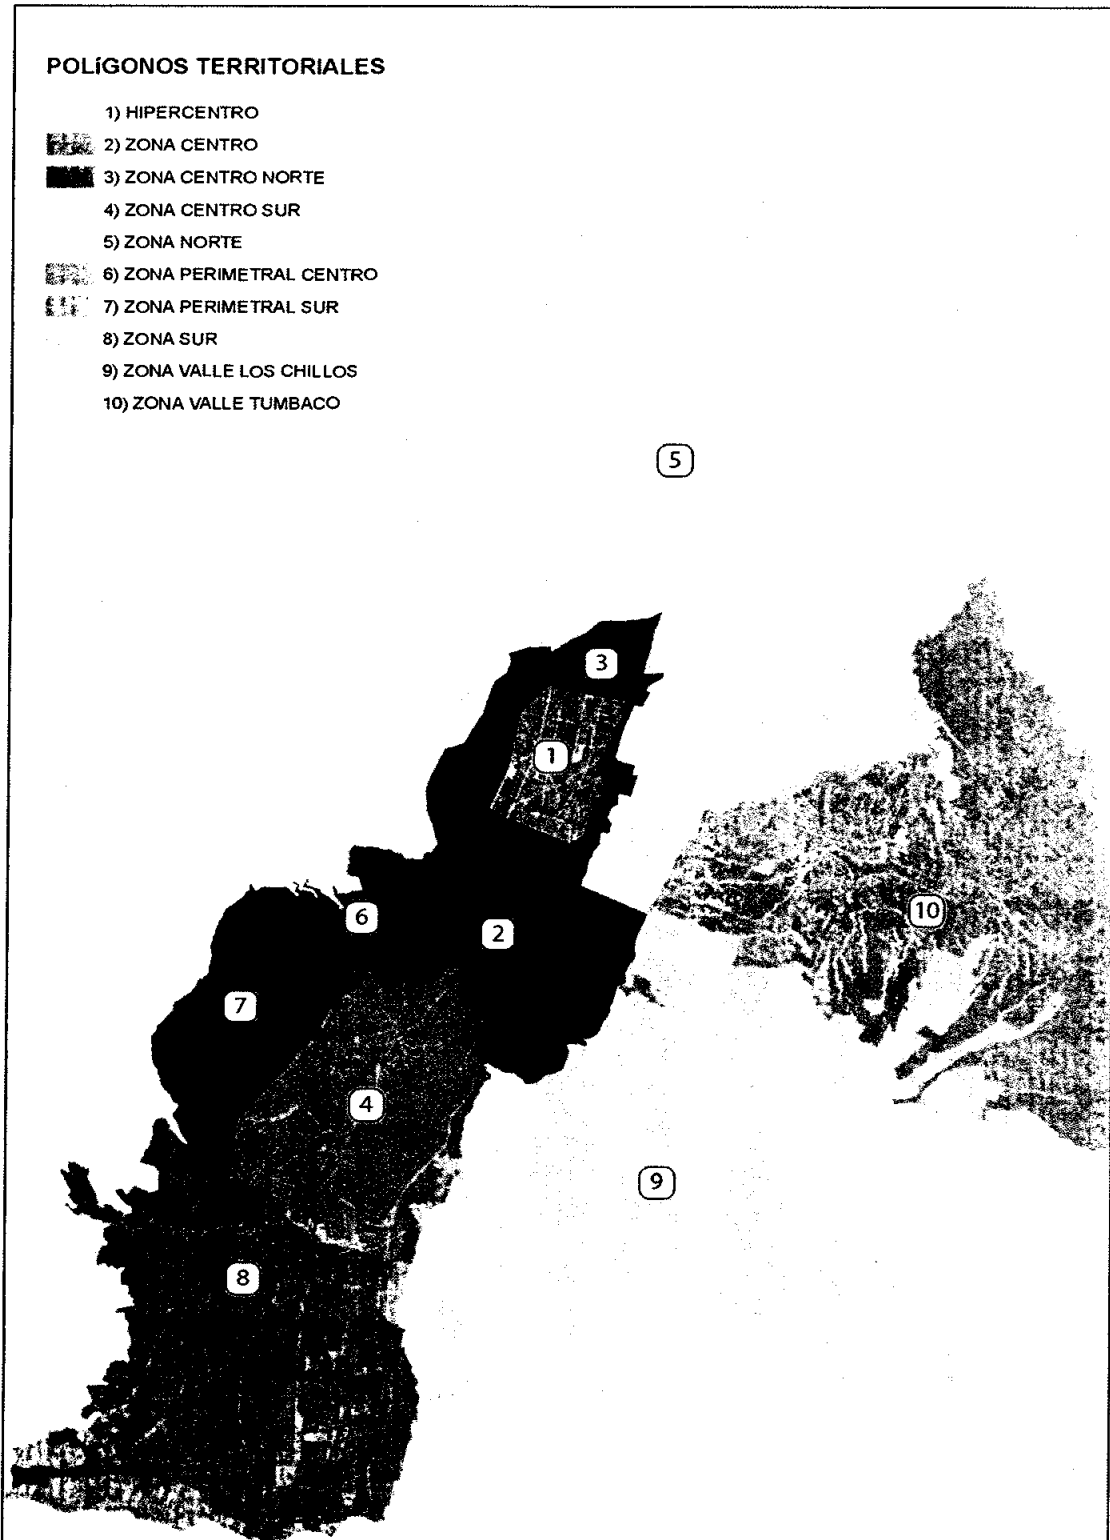 POLíGONOS TERRITORIALES
1) HIPERCENTRO
2) ZONA CENTRO
3) ZONA CENTRO NORTE
4) ZONA CENTRO SUR
5) ZONA NORTE
6) ZONA PERIMETRAL CENTRO
7) ZONA PERIMETRAL SUR
8) ZONA SUR
9) ZONA VALLE LOS CHILLOS
10) ZONA VALLE TUMBACO
5
3
1
10
6
2
7
4
9
8